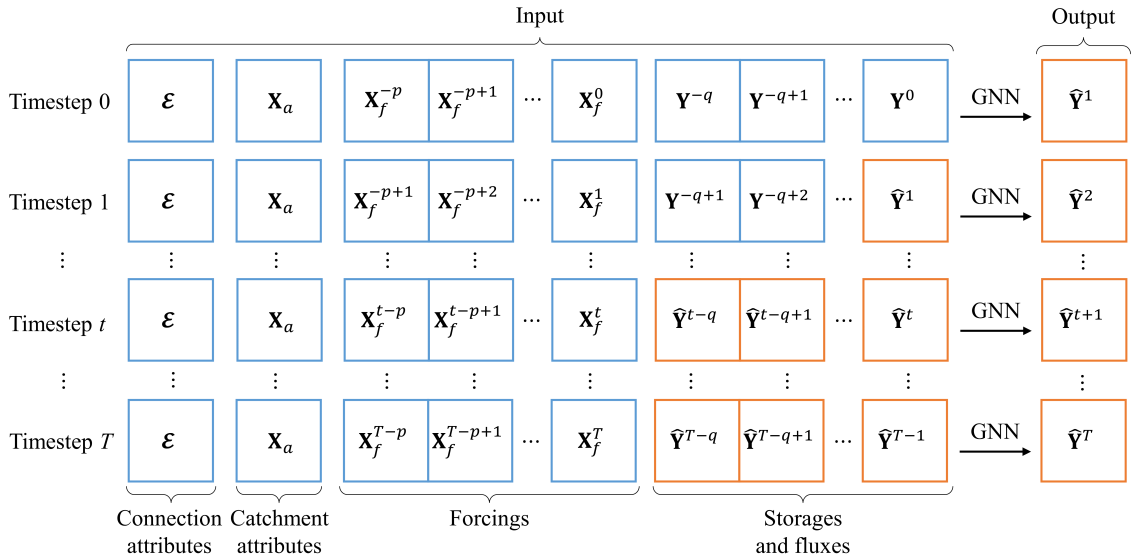 Input Output
Timestep 0 ℰ X_a X_f^{-p} X_f^{-p+1} ... X_f^0 Y^{-q} Y^{-q+1} ... Y^0 GNN Ŷ^1
Timestep 1 ℰ X_a X_f^{-p+1} X_f^{-p+2} ... X_f^1 Y^{-q+1} Y^{-q+2} ... Ŷ^1 GNN Ŷ^2
⋮ ⋮ ⋮ ⋮ ⋮ ⋮ ⋮ ⋮ ⋮ ⋮
Timestep t ℰ X_a X_f^{t-p} X_f^{t-p+1} ... X_f^t Ŷ^{t-q} Ŷ^{t-q+1} ... Ŷ^t GNN Ŷ^{t+1}
⋮ ⋮ ⋮ ⋮ ⋮ ⋮ ⋮ ⋮ ⋮ ⋮
Timestep T ℰ X_a X_f^{T-p} X_f^{T-p+1} ... X_f^T Ŷ^{T-q} Ŷ^{T-q+1} ... Ŷ^{T-1} GNN Ŷ^T
Connection
attributes
Catchment
attributes
Forcings
Storages
and fluxes